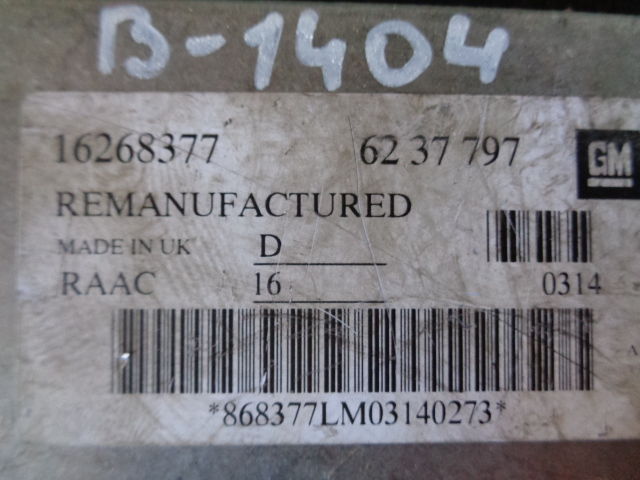 B-1404
16268377 62 37 797
GM
REMANUFACTURED
MADE IN UK D
RAAC 16 0314
*868377LM03140273*